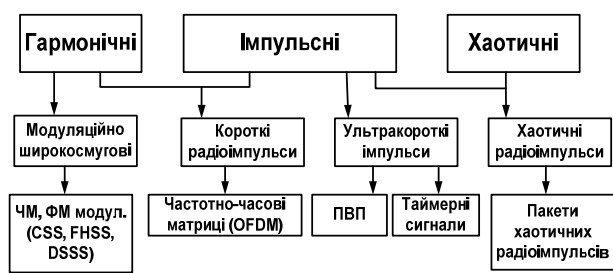 Гармонічні
Імпульсні
Хаотичні
Модуляційно
широкосмугові
Короткі
радіоімпульси
Ультракороткі
імпульси
Хаотичні
радіоімпульси
ЧМ, ФМ модул.
(CSS, FHSS,
DSSS)
Частотно-часові
матриці (OFDM)
ПВП
Таймерні
сигнали
Пакети
хаотичних
радіоімпульсів